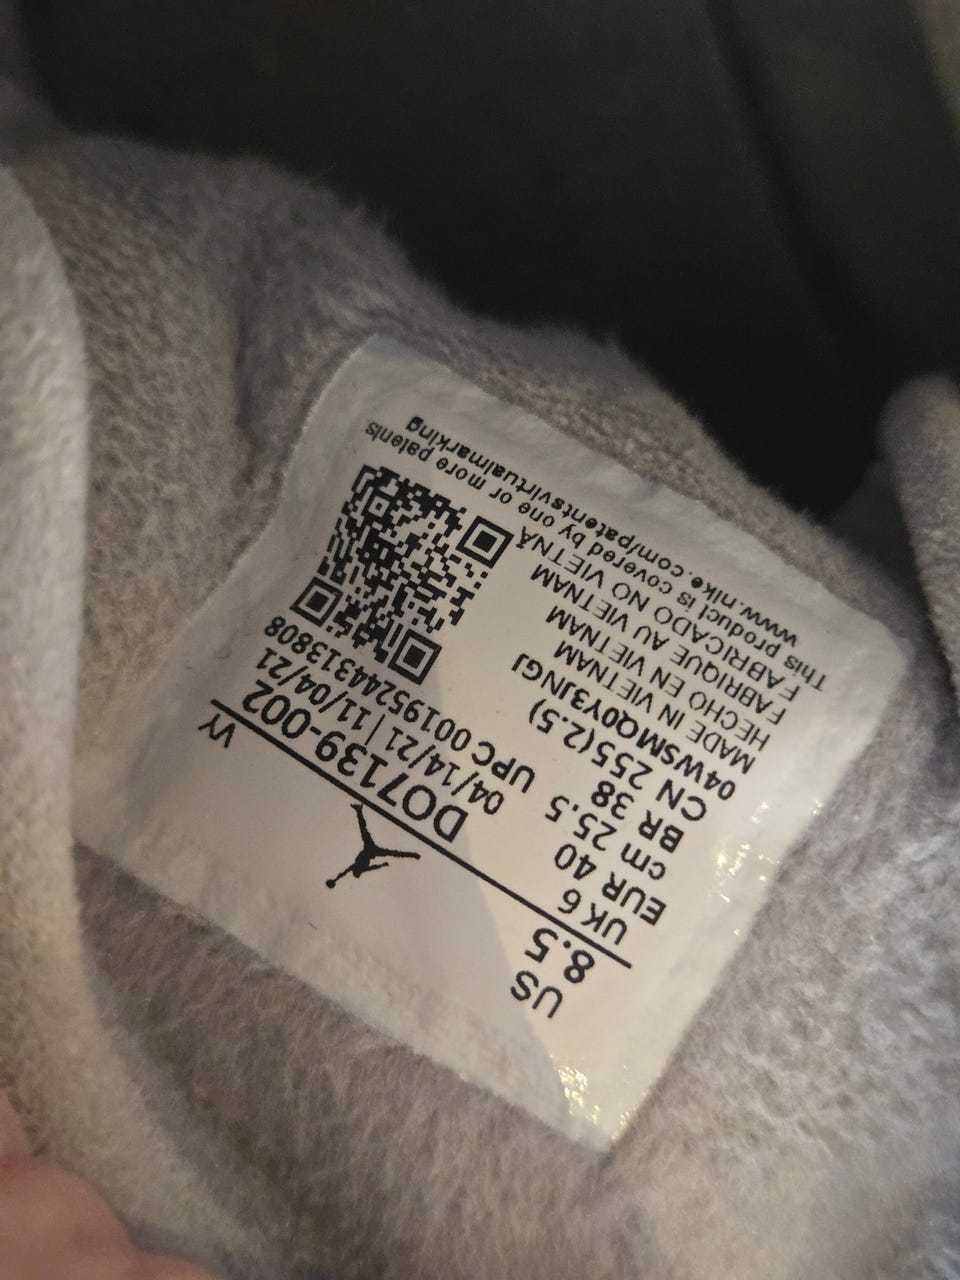 US
8.5
UK 6
EUR 40
cm 25.5
BR 38
CN 255(2.5)
04WSMQ0Y3JNGJ
VY
DO7139-002
04/14/21 | 11/04/21
UPC 00195244313808
MADE IN VIETNAM
HECHO EN VIETNAM
FABRIQUE AU VIETNAM
FABRICADO NO VIETNÃ
This product is covered by one or more patents
www.nike.com/patentsvirtualmarking